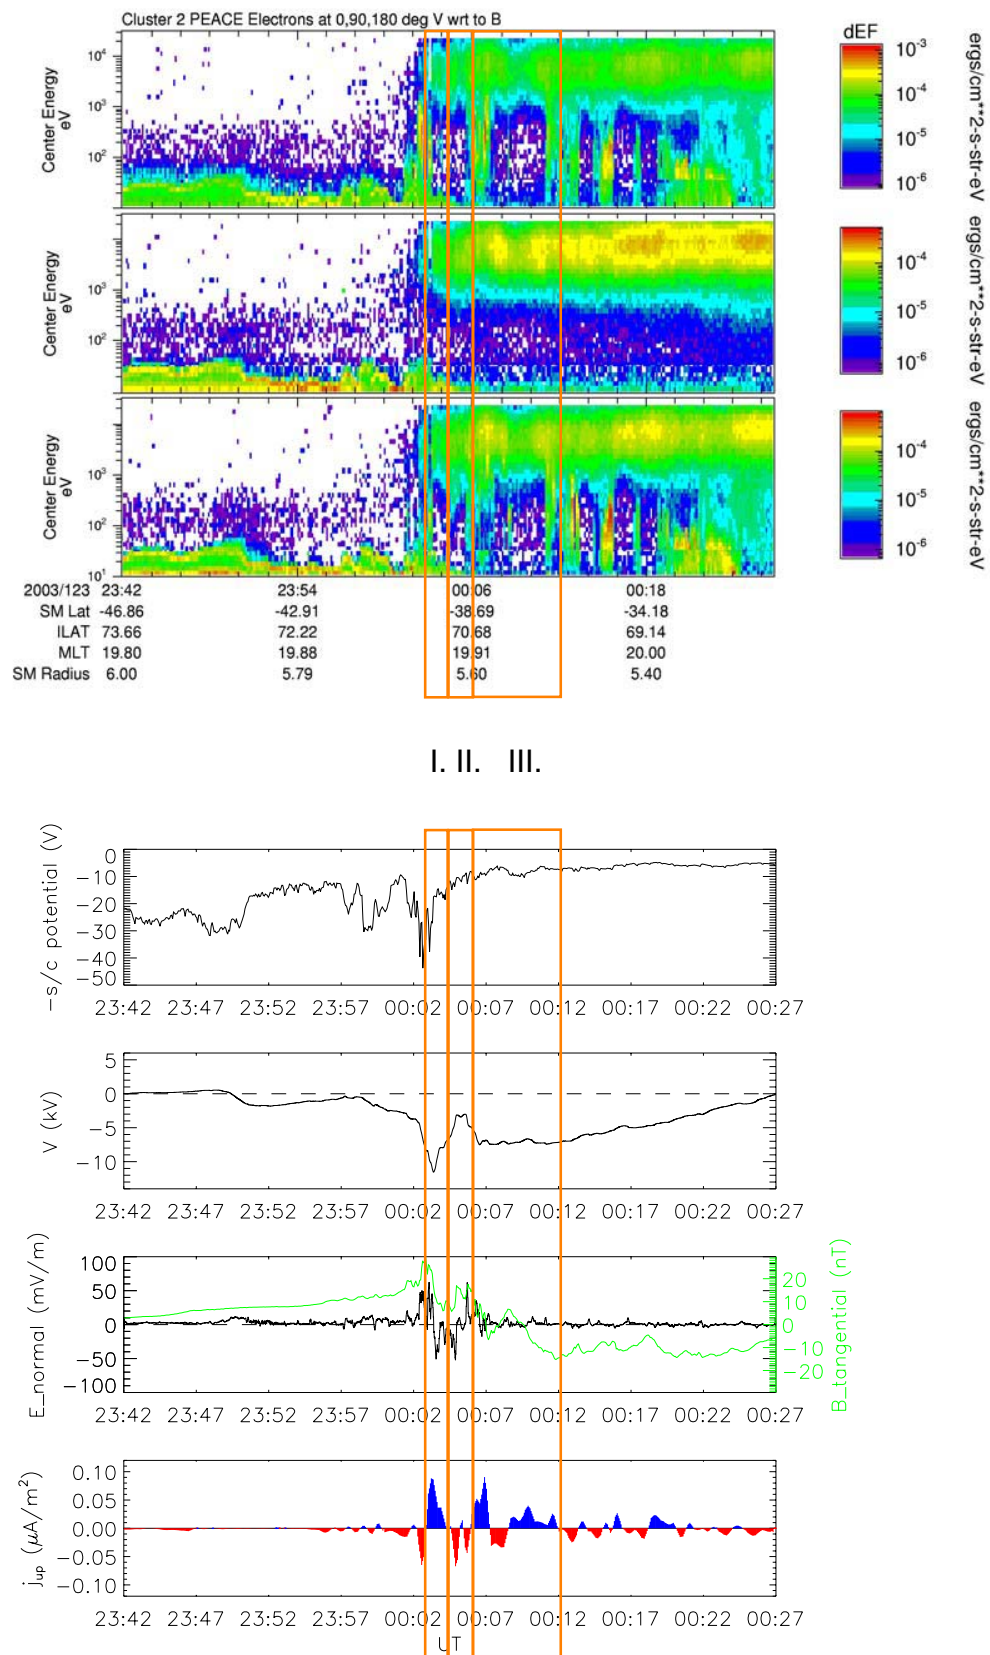 Cluster 2 PEACE Electrons at 0,90,180 deg V wrt to B
dEF
Center Energy
eV
10^4
10^3
10^2
10^-3
10^-4
10^-5
10^-6
ergs/cm**2-s-str-eV
Center Energy
eV
10^3
10^2
10^-4
10^-5
10^-6
ergs/cm**2-s-str-eV
Center Energy
eV
10^3
10^2
10^1
10^-4
10^-5
10^-6
ergs/cm**2-s-str-eV
2003/123 23:42 23:54 00:06 00:18
SM Lat -46.86 -42.91 -38.69 -34.18
ILAT 73.66 72.22 70.68 69.14
MLT 19.80 19.88 19.91 20.00
SM Radius 6.00 5.79 5.60 5.40
I. II. III.
-s/c potential (V)
0
-10
-20
-30
-40
-50
23:42 23:47 23:52 23:57 00:02 00:07 00:12 00:17 00:22 00:27
V (kV)
5
0
-5
-10
23:42 23:47 23:52 23:57 00:02 00:07 00:12 00:17 00:22 00:27
E_normal (mV/m)
100
50
0
-50
-100
20
10
0
-10
-20
B_tangential (nT)
23:42 23:47 23:52 23:57 00:02 00:07 00:12 00:17 00:22 00:27
j_up (μA/m²)
0.10
0.05
0.00
-0.05
-0.10
23:42 23:47 23:52 23:57 00:02 00:07 00:12 00:17 00:22 00:27
UT